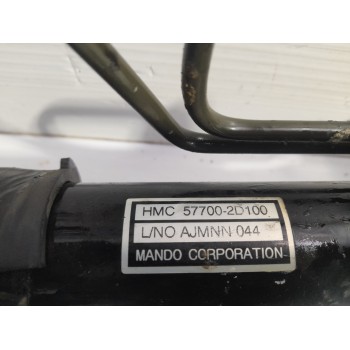 HMC 57700-2D100
L/NO AJMNN 044
MANDO CORPORATION